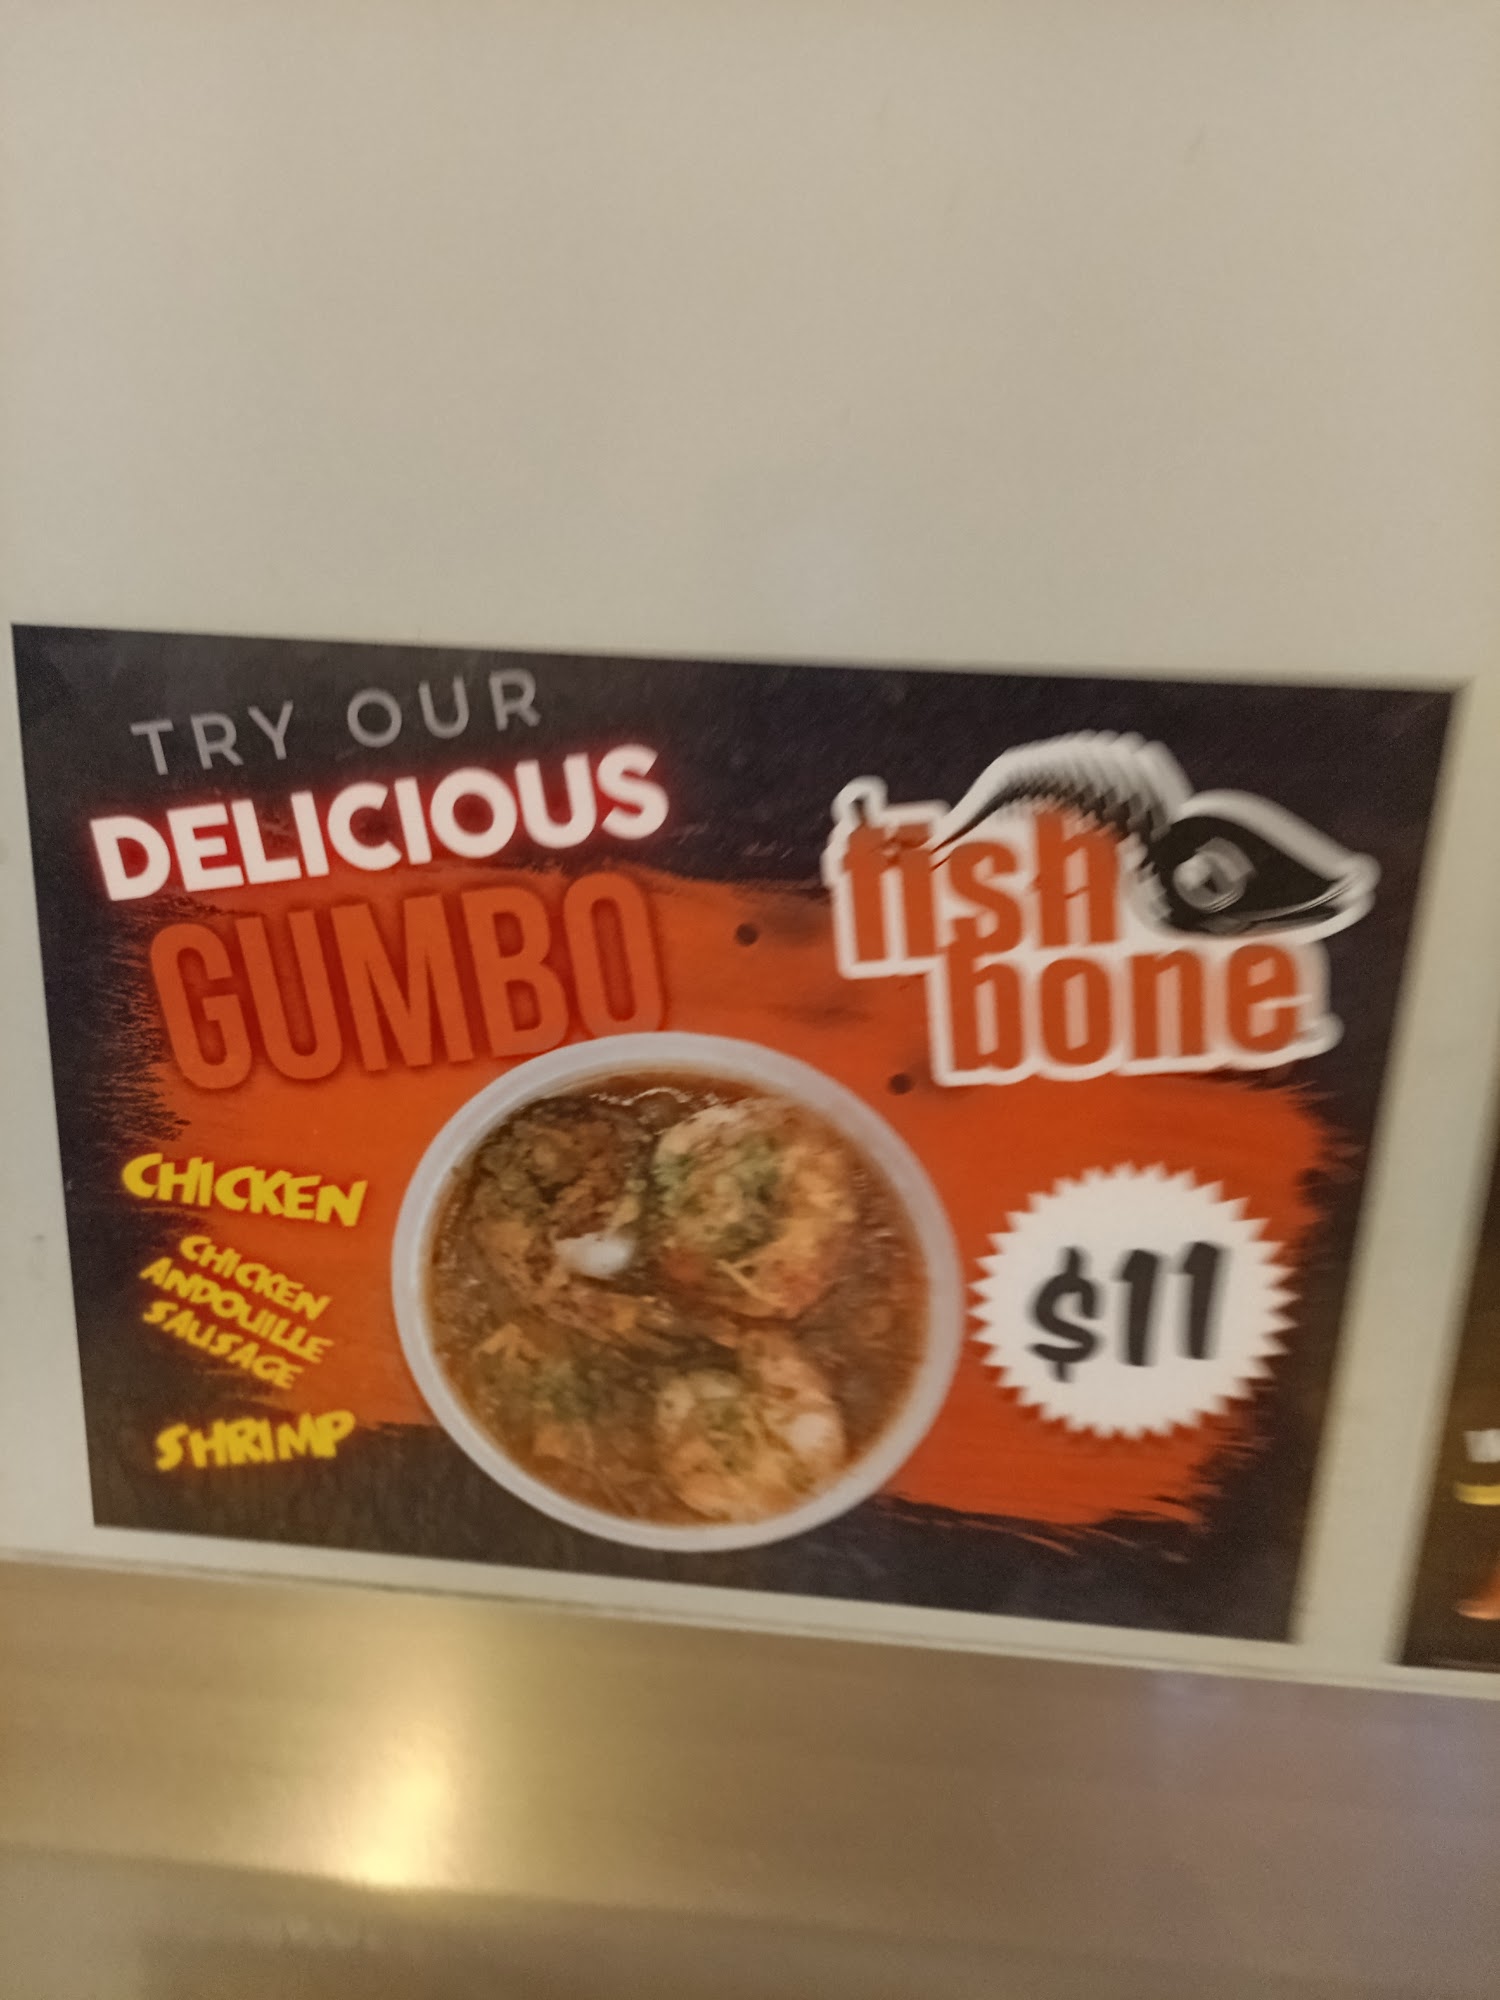 TRY OUR
DELICIOUS
GUMBO
fish
bone
CHICKEN
CHICKEN
ANDOUILLE
SAUSAGE
SHRIMP
$11